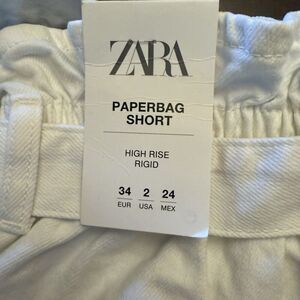 ZARA
PAPERBAG
SHORT
HIGH RISE
RIGID
34 2 24
EUR USA MEX